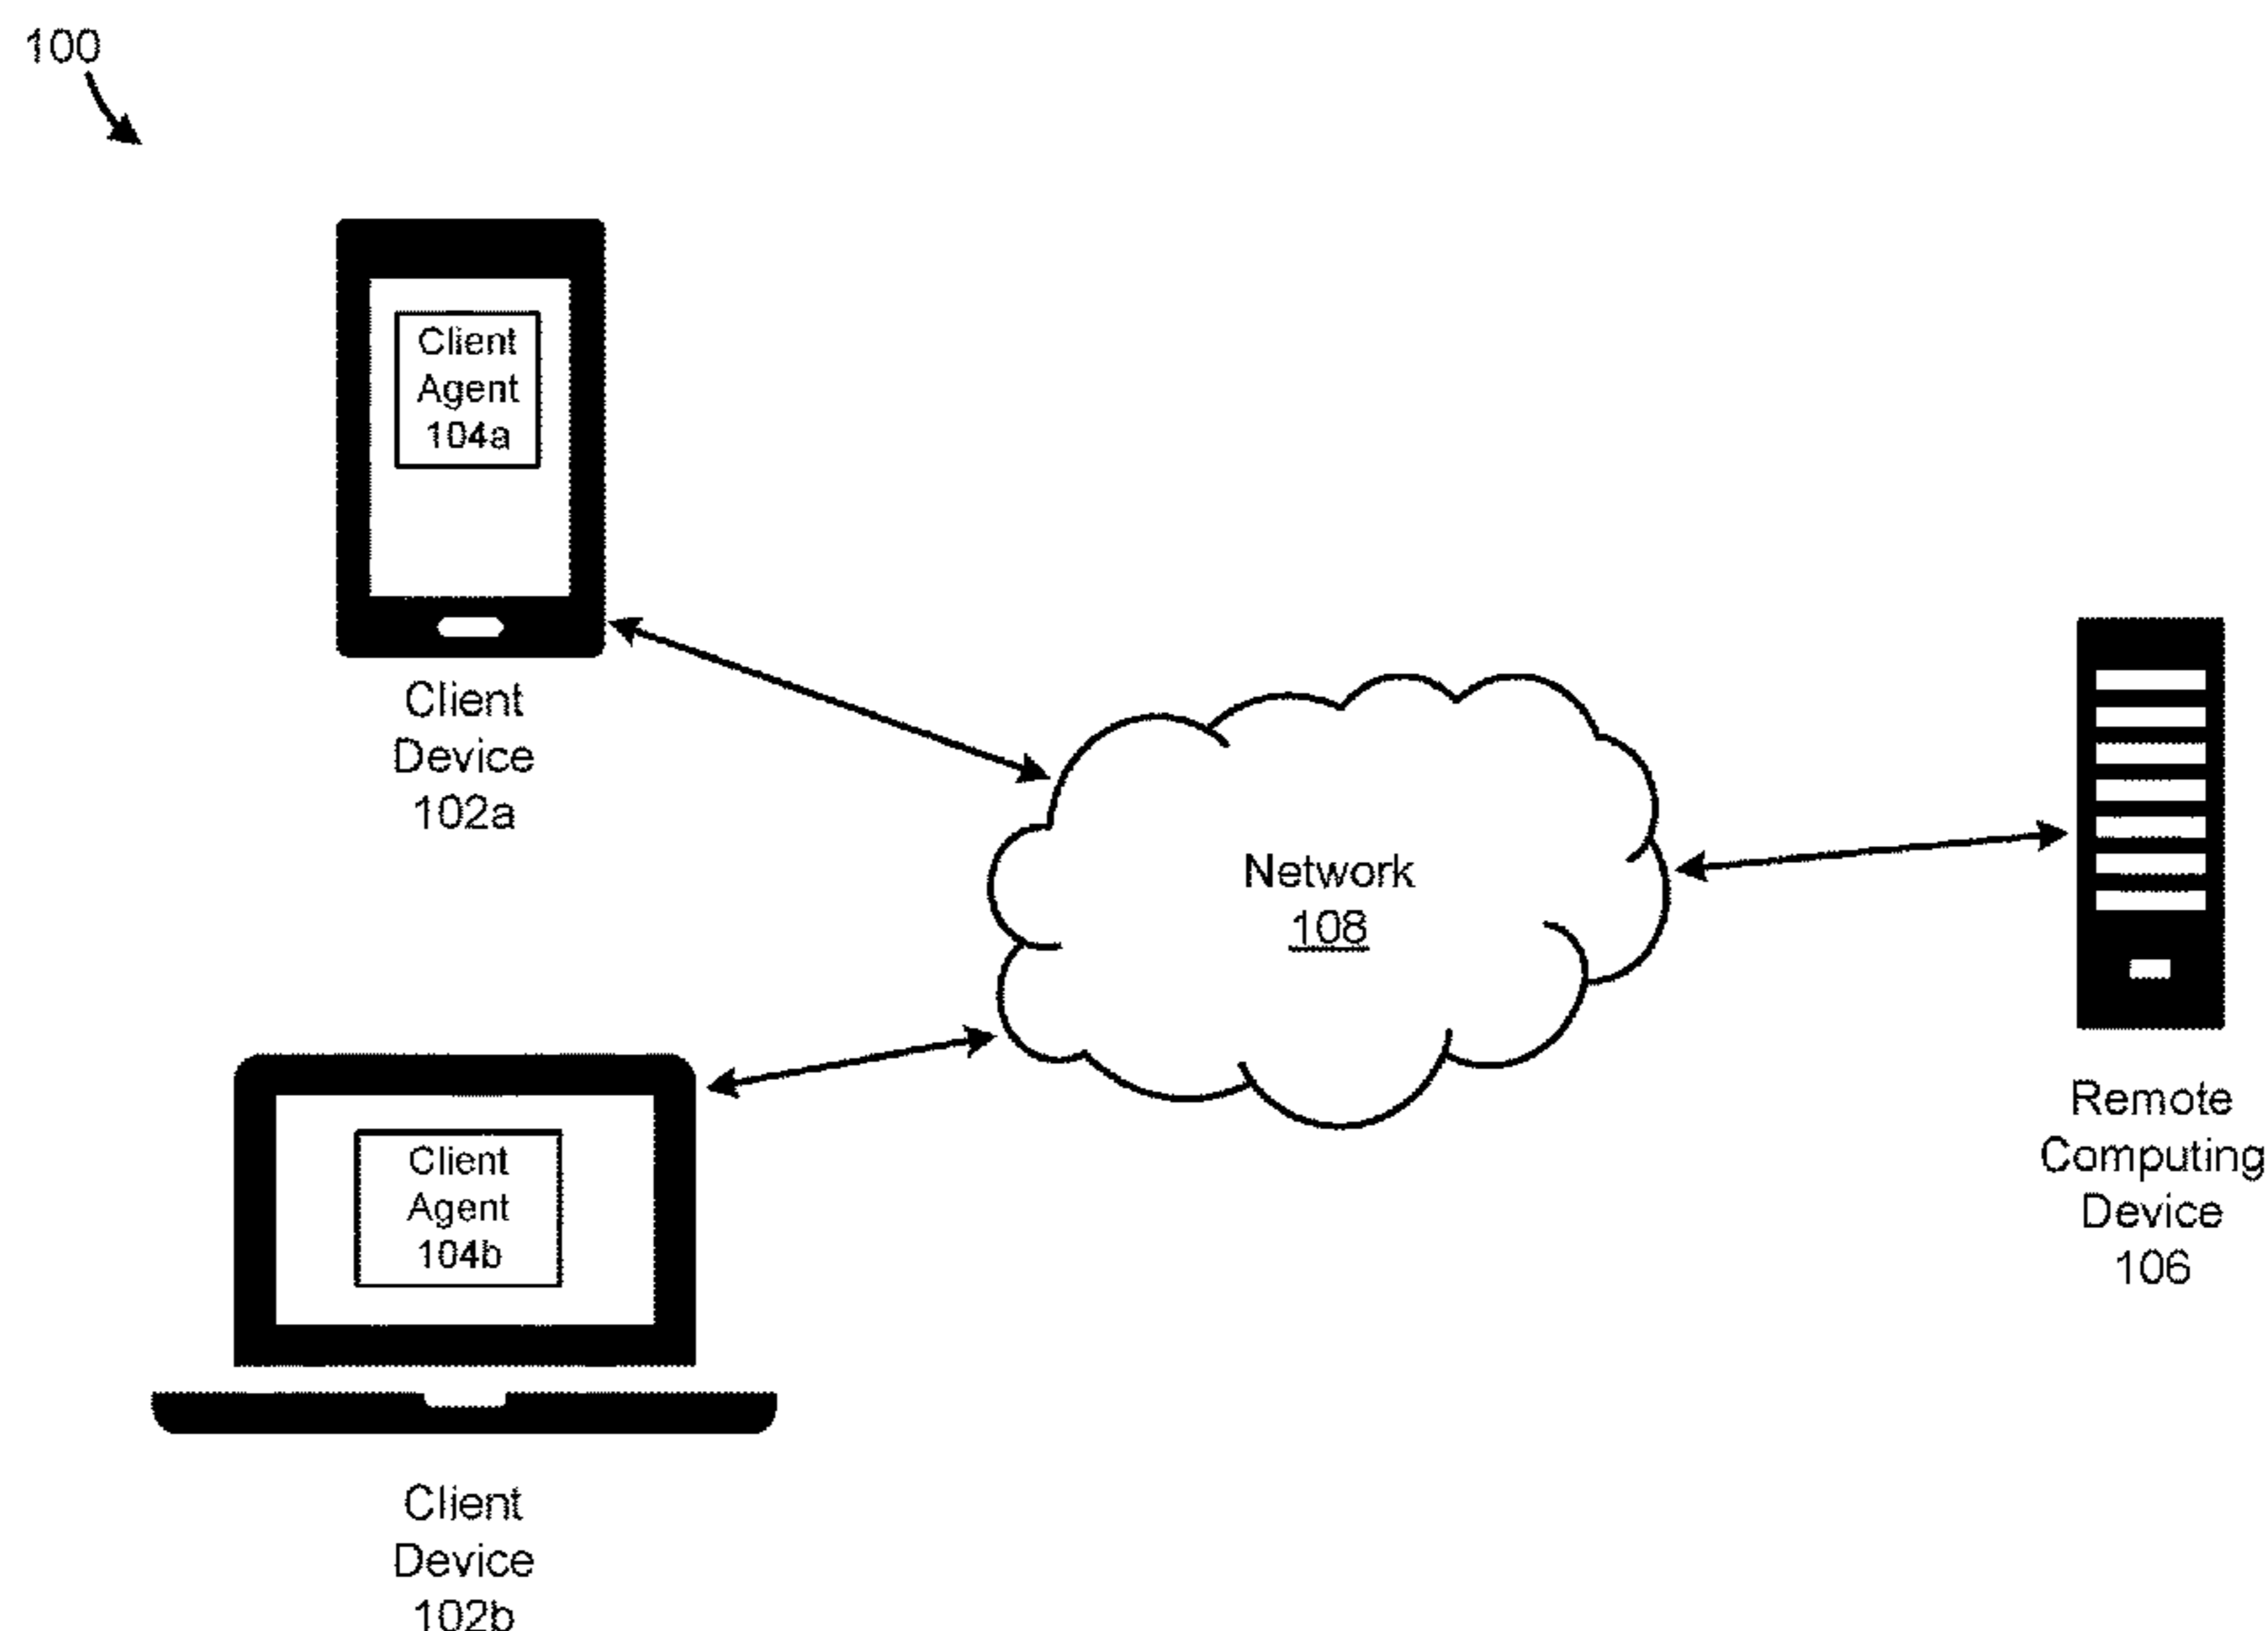 100
Client
Agent
104a
Client
Device
102a
Network
108
Remote
Computing
Device
106
Client
Agent
104b
Client
Device
102b